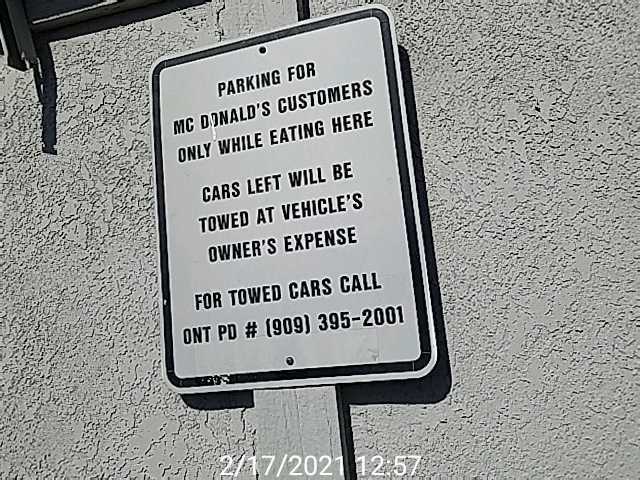 PARKING FOR
MC DONALD'S CUSTOMERS
ONLY WHILE EATING HERE
CARS LEFT WILL BE
TOWED AT VEHICLE'S
OWNER'S EXPENSE
FOR TOWED CARS CALL
ONT PD # (909) 395-2001
2/17/2021 12:57